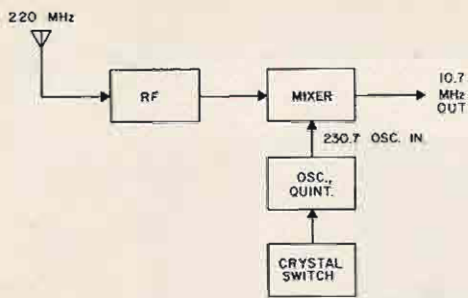 220 MHz
RF
MIXER
10.7
MHz
OUT
230.7 OSC. IN
OSC.,
QUINT.
CRYSTAL
SWITCH